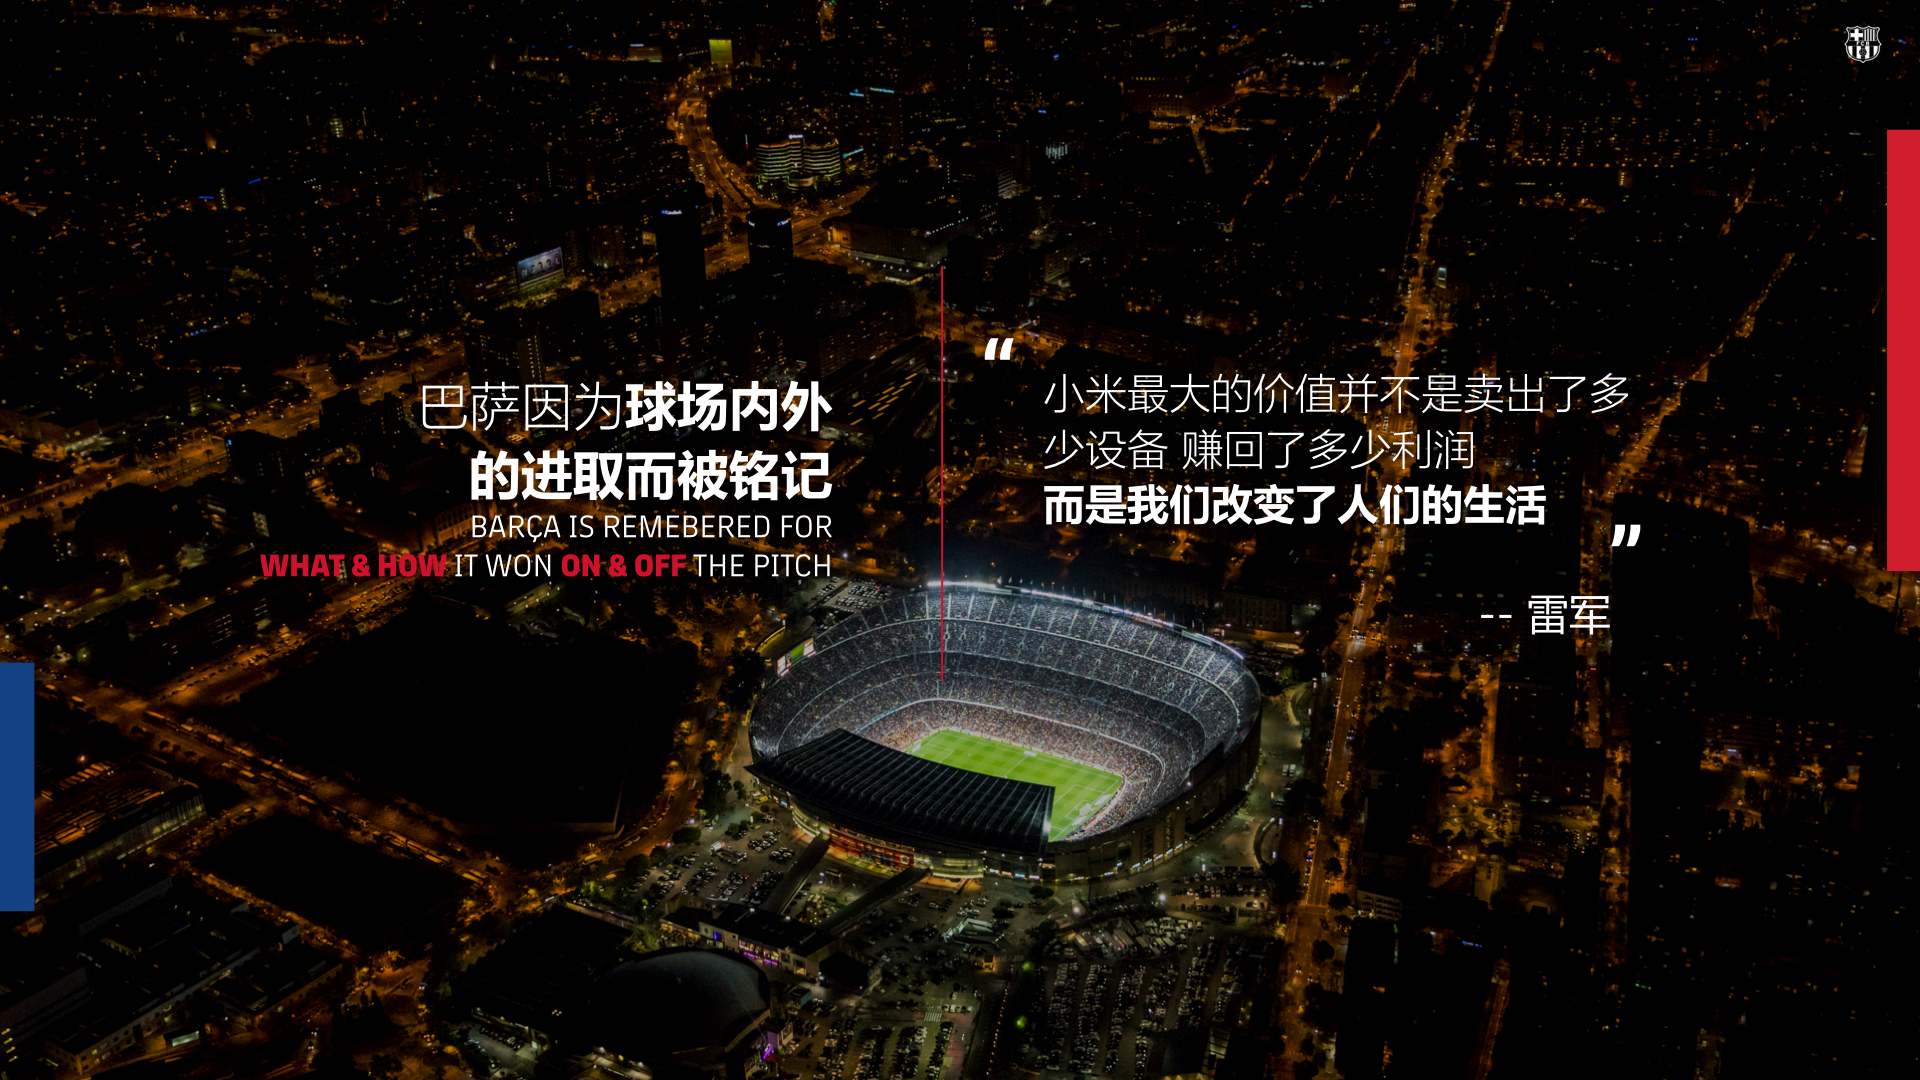 巴萨因为球场内外
的进取而被铭记
BARÇA IS REMEBERED FOR
WHAT & HOW IT WON ON & OFF THE PITCH
“
小米最大的价值并不是卖出了多
少设备 赚回了多少利润
而是我们改变了人们的生活
”
-- 雷军